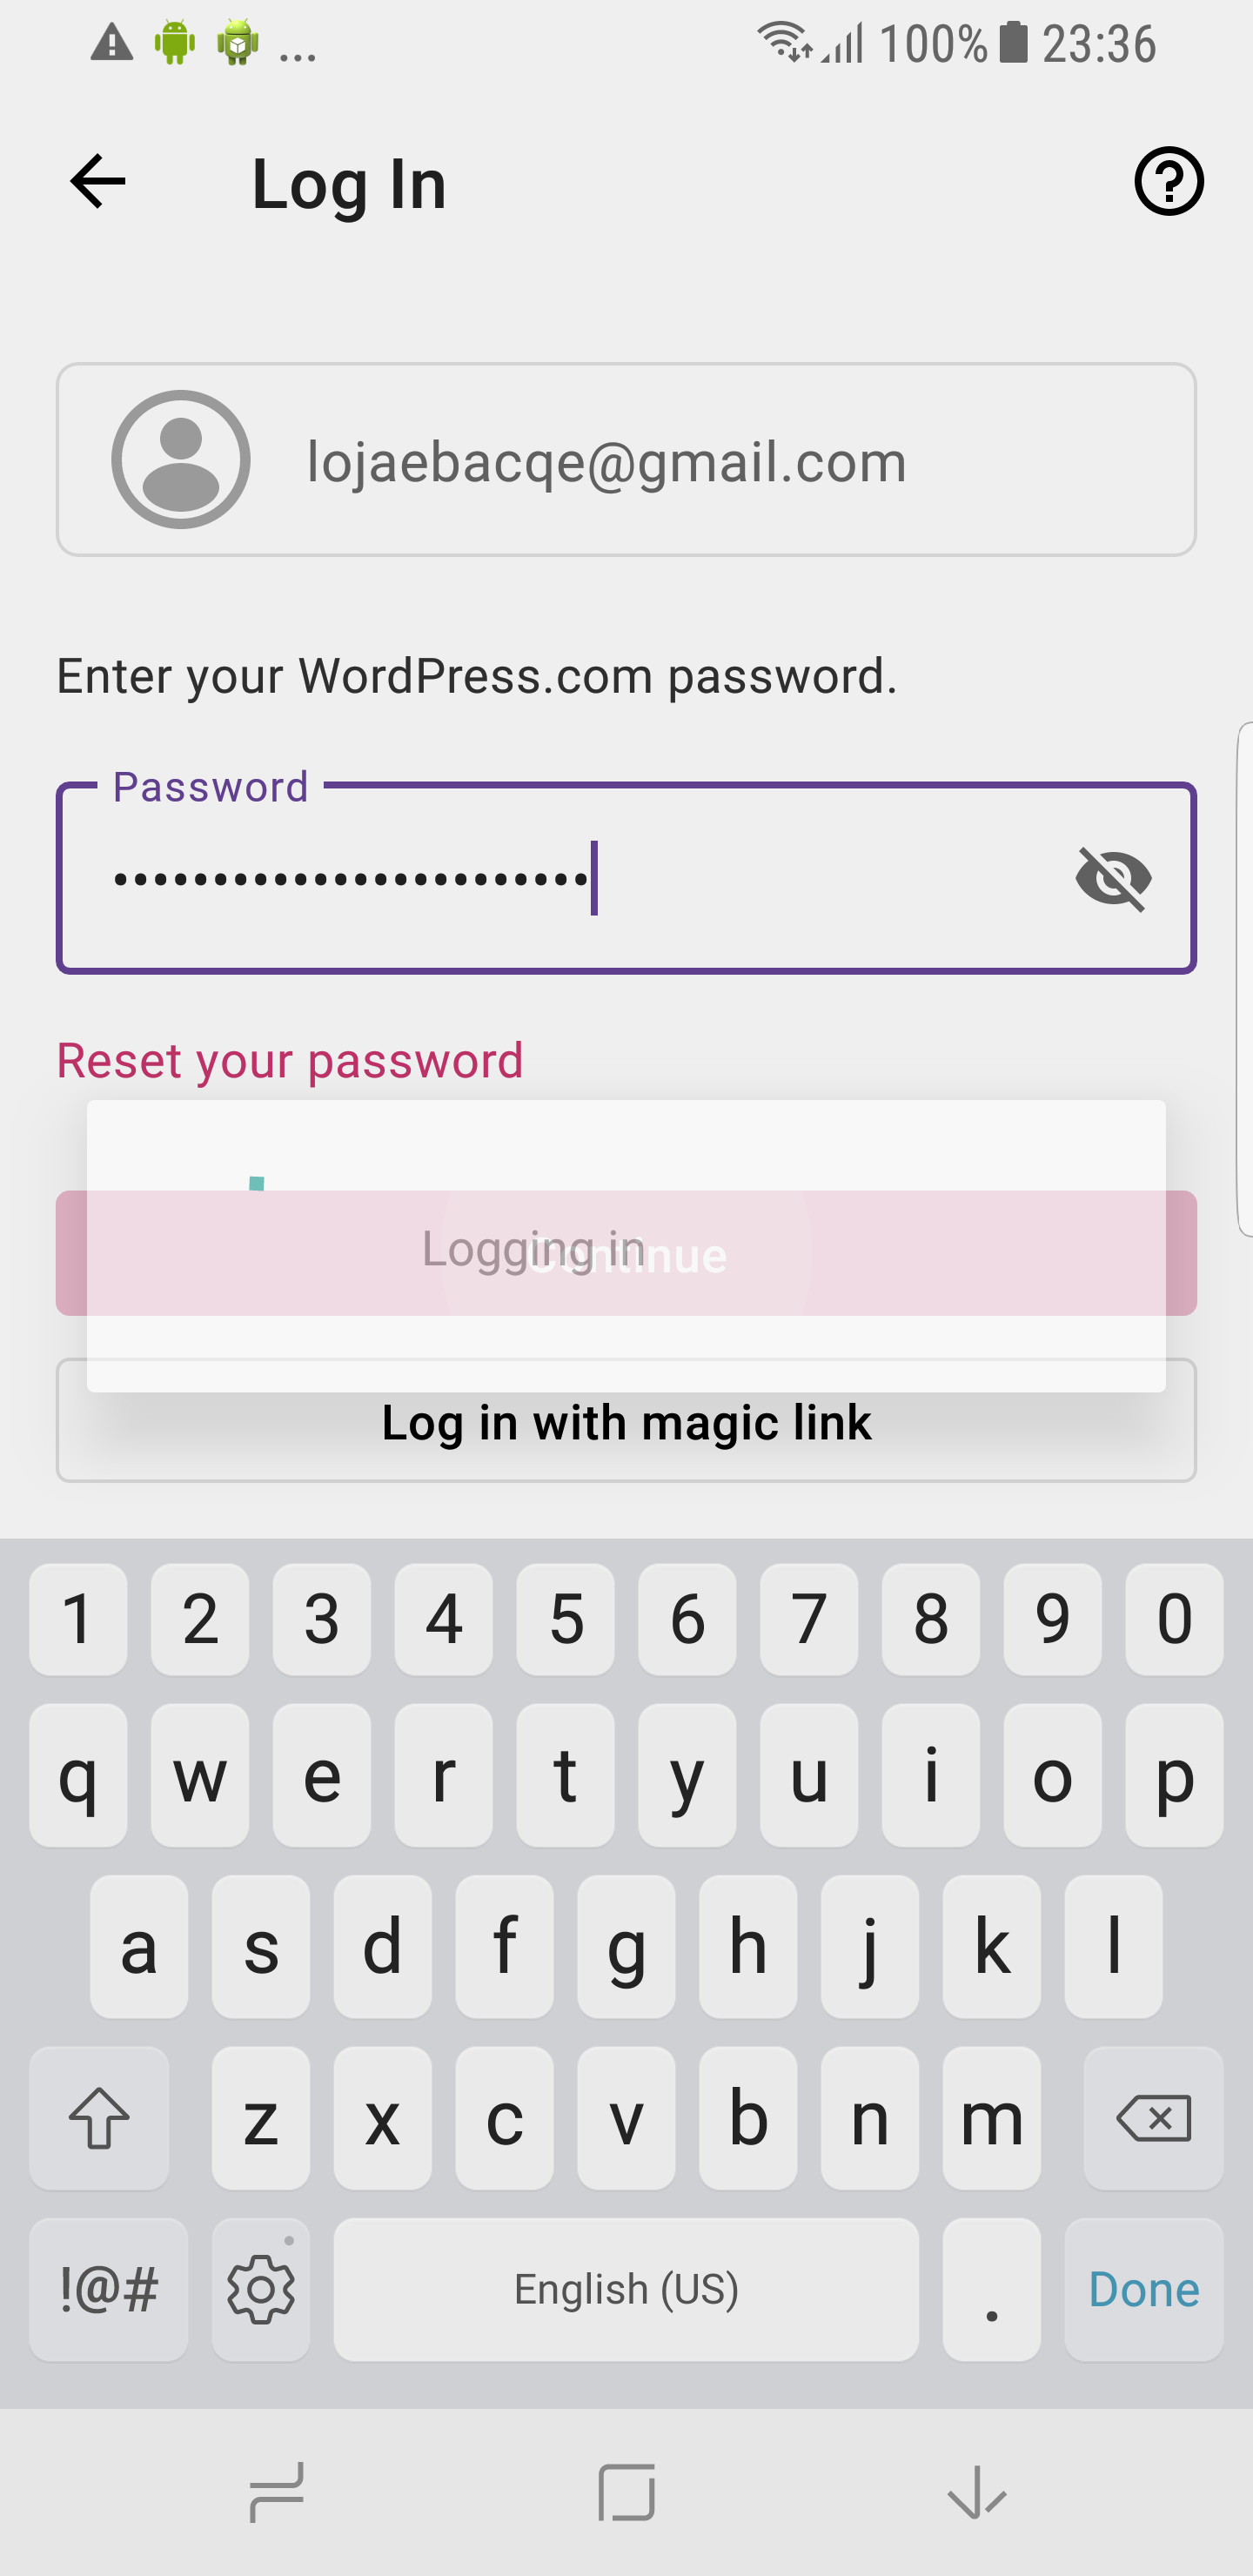 ... 100% 23:36
Log In
lojaebacqe@gmail.com
Enter your WordPress.com password.
Password
••••••••••••••••••••••••
Reset your password
Logging in
Continue
Log in with magic link
1 2 3 4 5 6 7 8 9 0
q w e r t y u i o p
a s d f g h j k l
z x c v b n m
!@# English (US) . Done